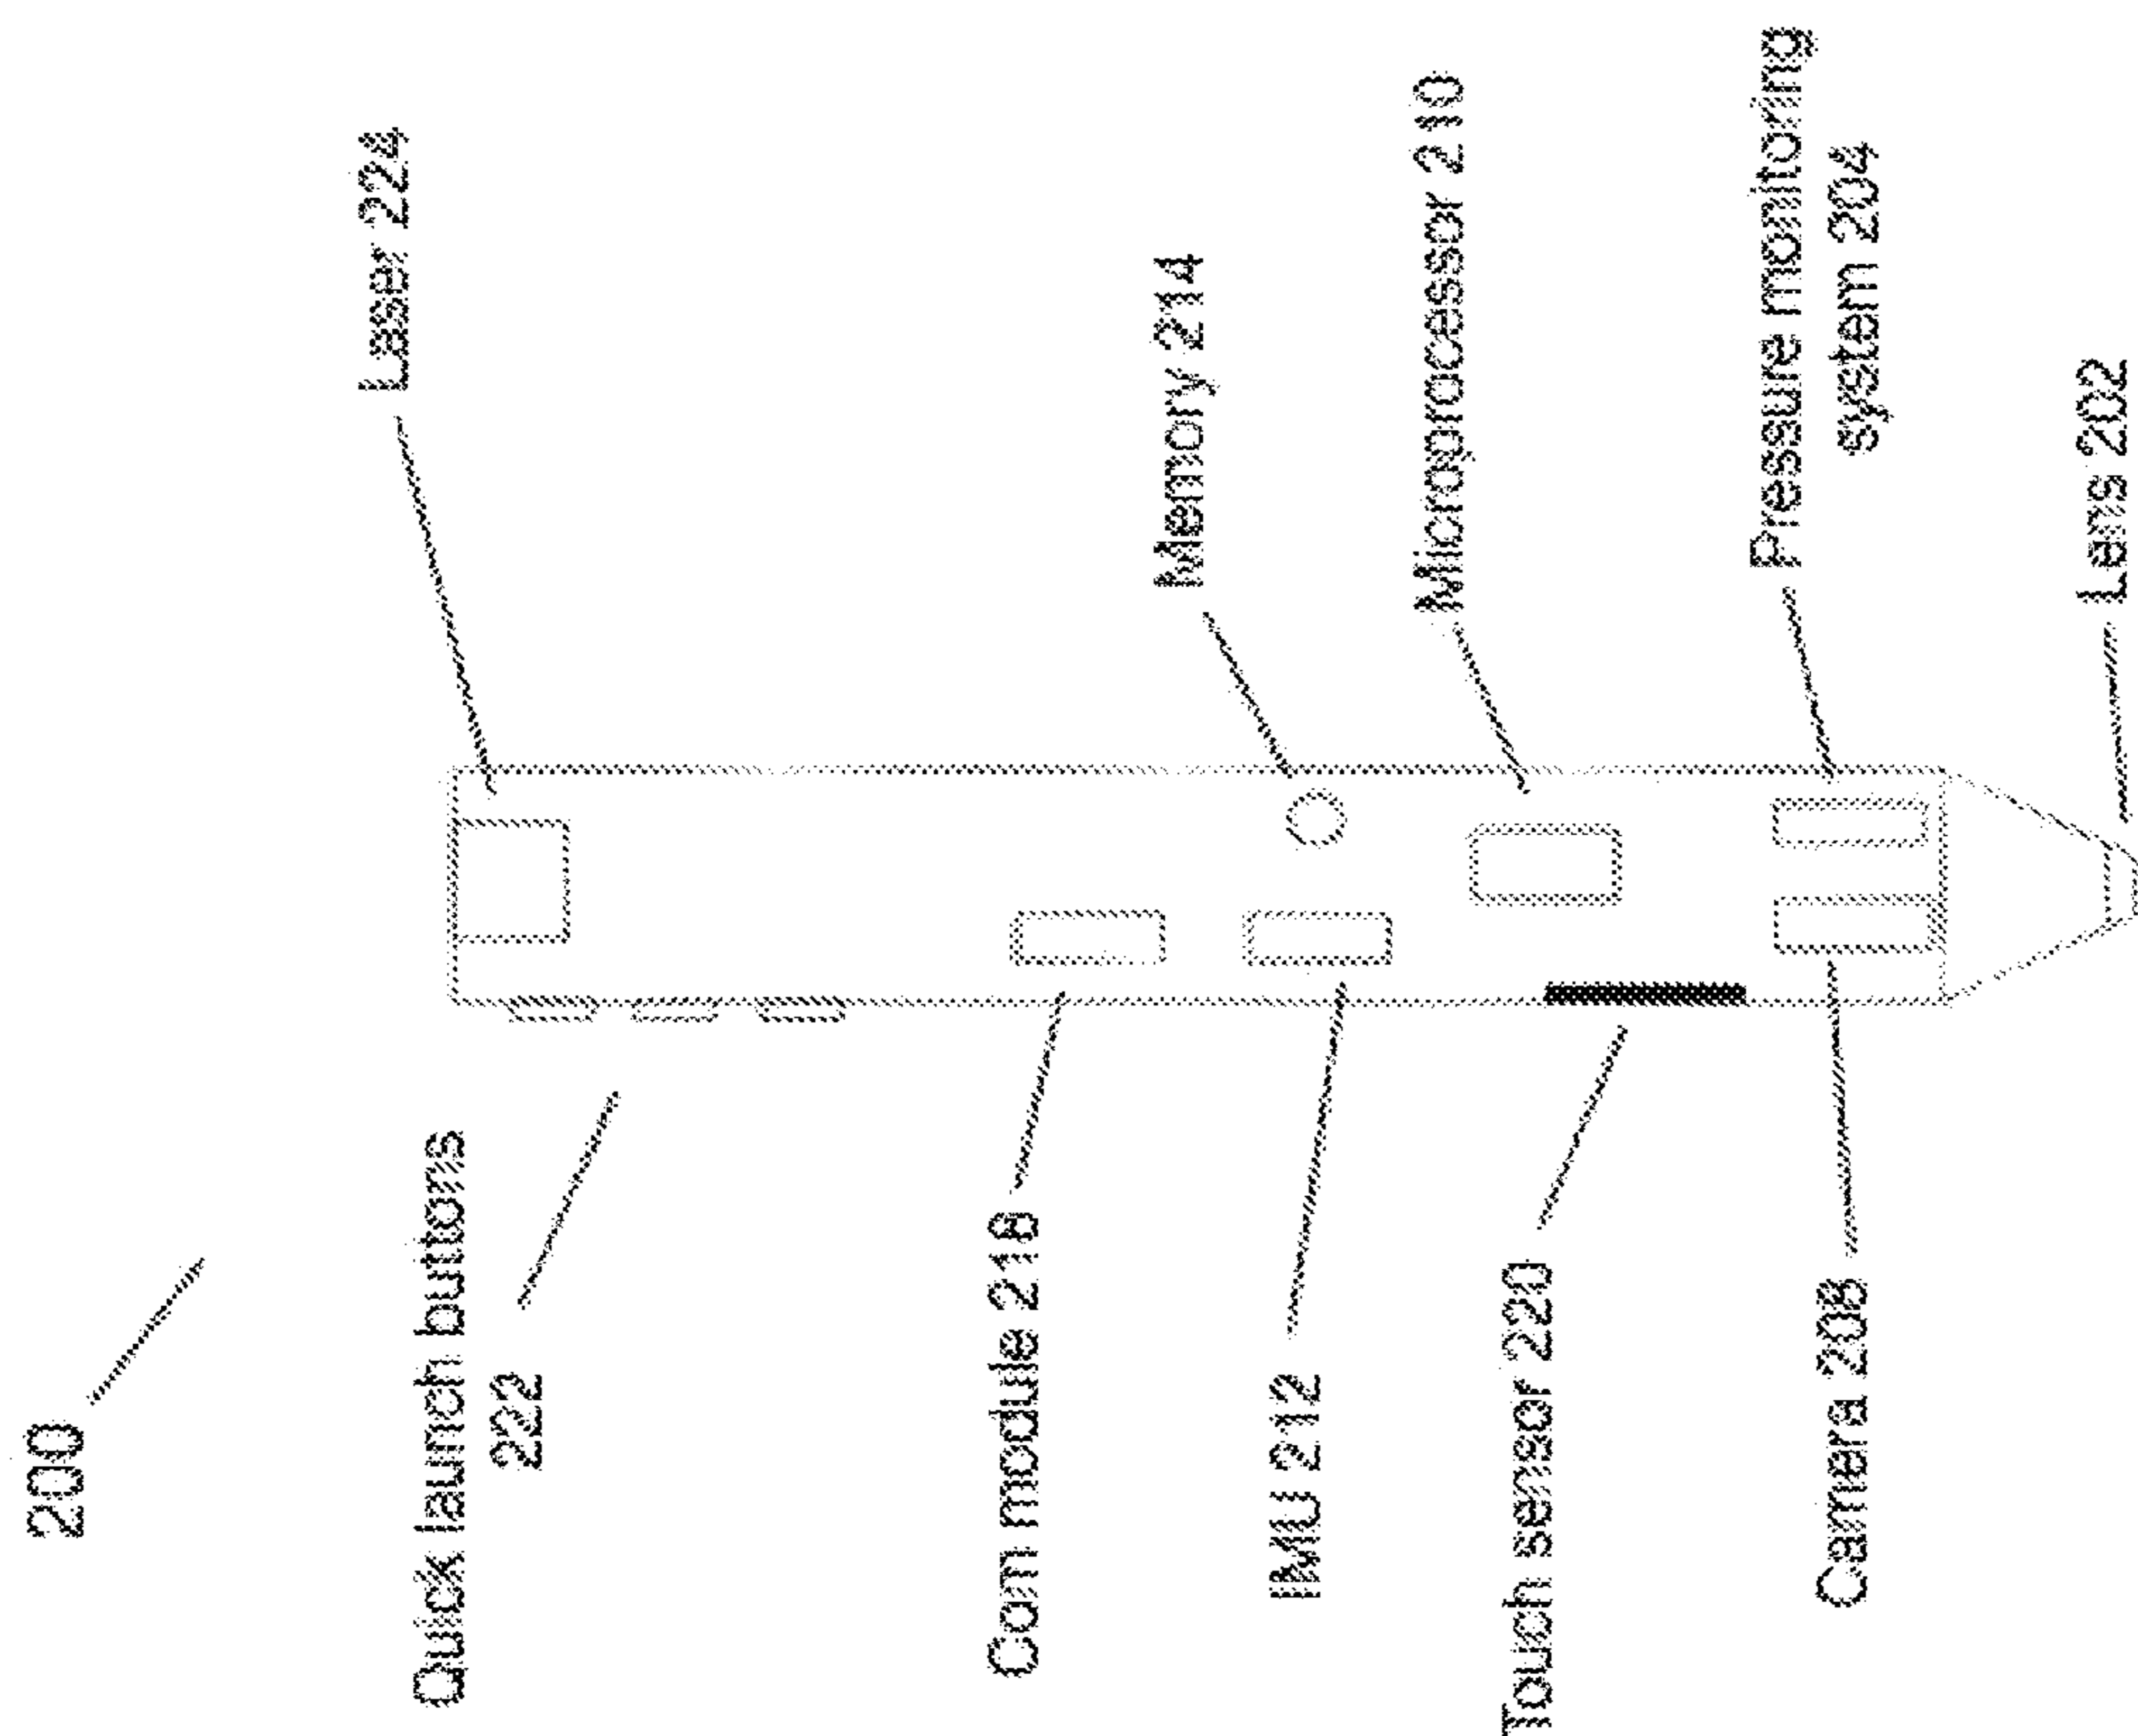 200
Quick launch buttons
222
Laser 224
Com module 218
Memory 214
IMU 212
Microprocessor 210
Touch sensor 220
Pressure monitoring
system 204
Camera 208
Lens 202